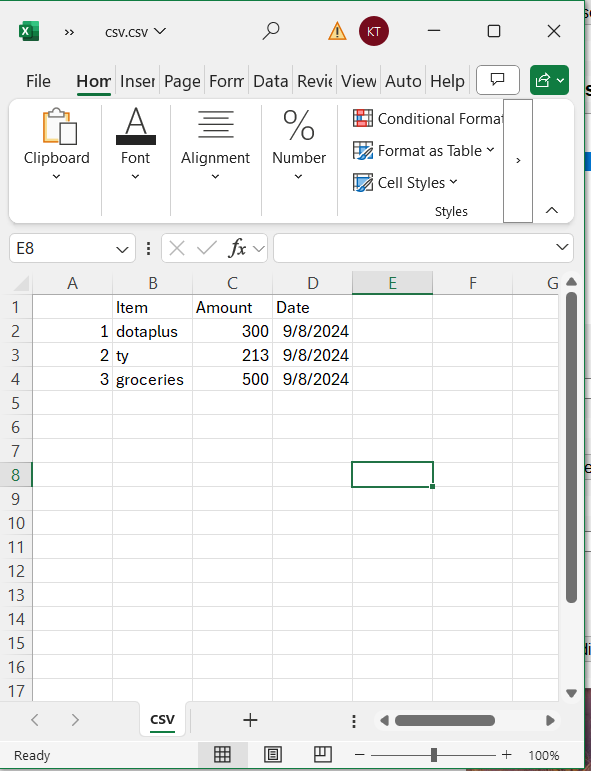 csv.csv
KT
File Hom Inser Page Form Data Revie View Auto Help
Clipboard
Font
Alignment
Number
Conditional Format
Format as Table
Cell Styles
Styles
E8
fx
A B C D E F G
1 Item Amount Date
2 1 dotaplus 300 9/8/2024
3 2 ty 213 9/8/2024
4 3 groceries 500 9/8/2024
5
6
7
8
9
10
11
12
13
14
15
16
17
CSV
Ready
100%